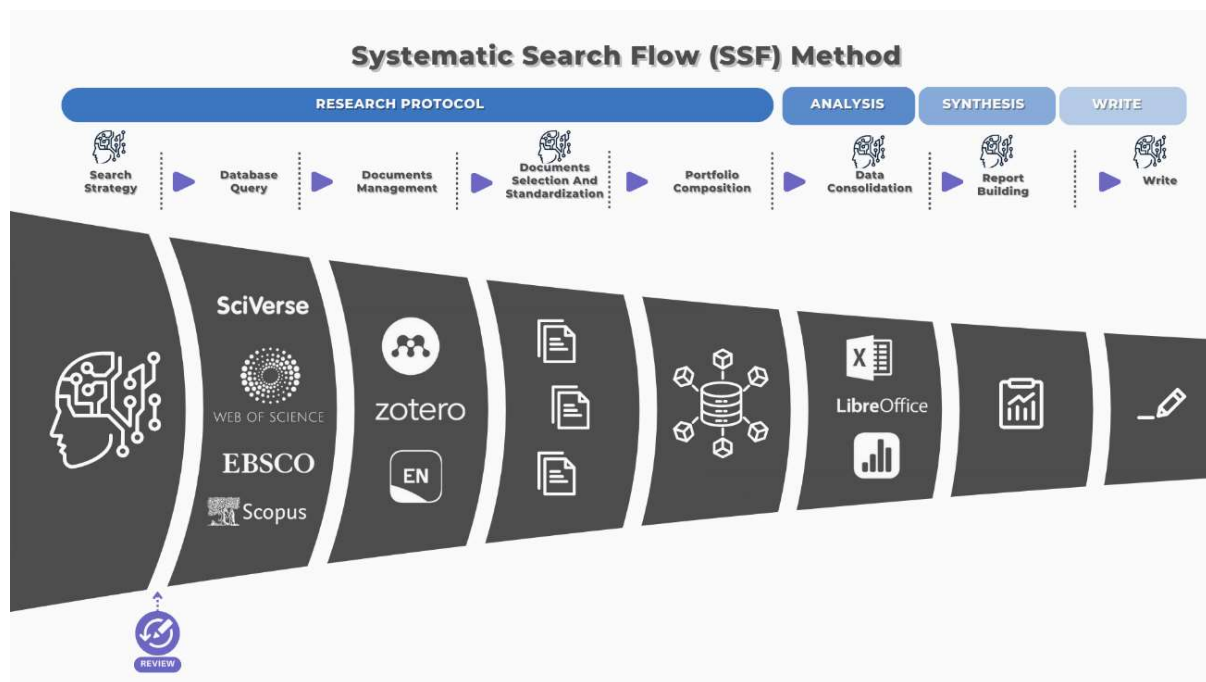 Systematic Search Flow (SSF) Method
RESEARCH PROTOCOL
ANALYSIS
SYNTHESIS
WRITE
Search
Strategy
Database
Query
Documents
Management
Documents
Selection And
Standardization
Portfolio
Composition
Data
Consolidation
Report
Building
Write
SciVerse
WEB OF SCIENCE
EBSCO
Scopus
zotero
EN
X
LibreOffice
REVIEW